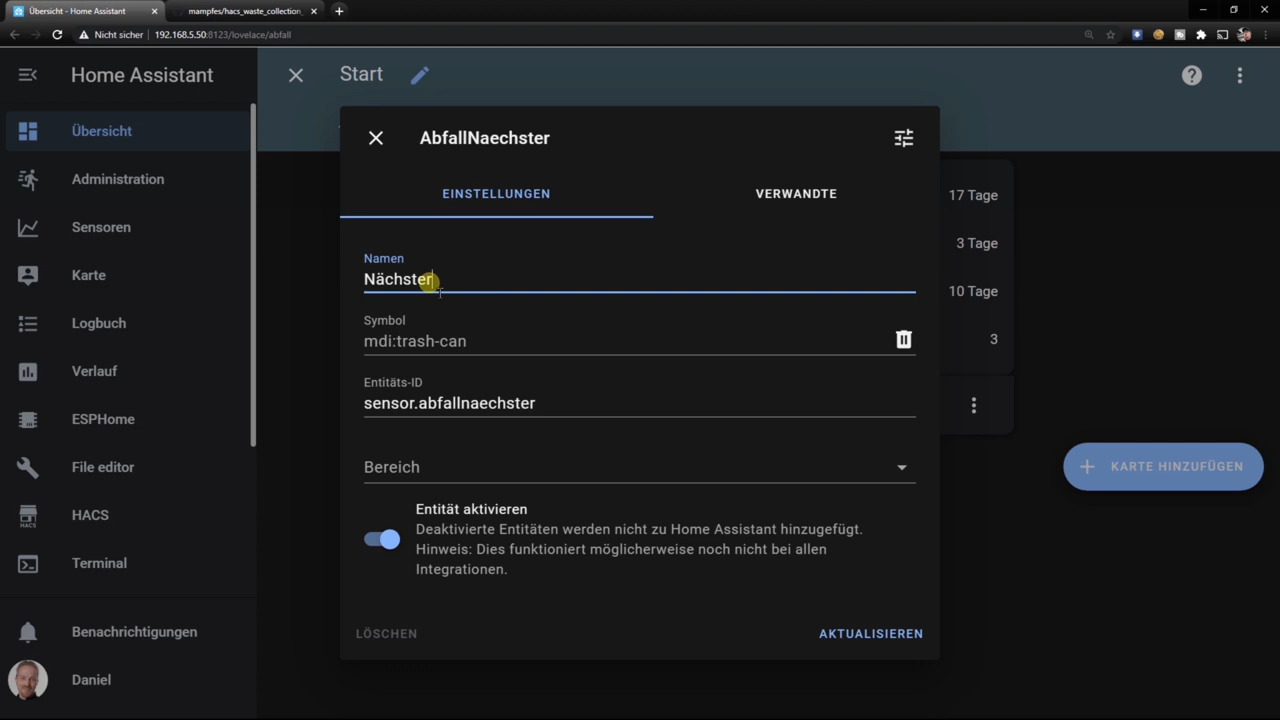 Übersicht - Home Assistant
mampfes/hacs_waste_collection_
Nicht sicher
192.168.5.50:8123/lovelace/abfall
Home Assistant
Start
Übersicht
Administration
Sensoren
Karte
Logbuch
Verlauf
ESPHome
File editor
HACS
HACS
Terminal
Benachrichtigungen
Daniel
AbfallNaechster
EINSTELLUNGEN
VERWANDTE
Namen
Nächster
Symbol
mdi:trash-can
Entitäts-ID
sensor.abfallnaechster
Bereich
Entität aktivieren
Deaktivierte Entitäten werden nicht zu Home Assistant hinzugefügt.
Hinweis: Dies funktioniert möglicherweise noch nicht bei allen
Integrationen.
LÖSCHEN
AKTUALISIEREN
17 Tage
3 Tage
10 Tage
3
KARTE HINZUFÜGEN